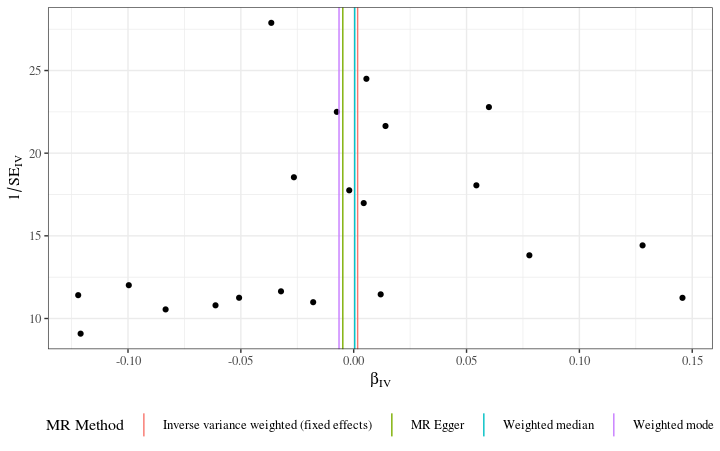 25
20
15
10
1/SE_IV
-0.10 -0.05 0.00 0.05 0.10 0.15
β_IV
MR Method Inverse variance weighted (fixed effects) MR Egger Weighted median Weighted mode